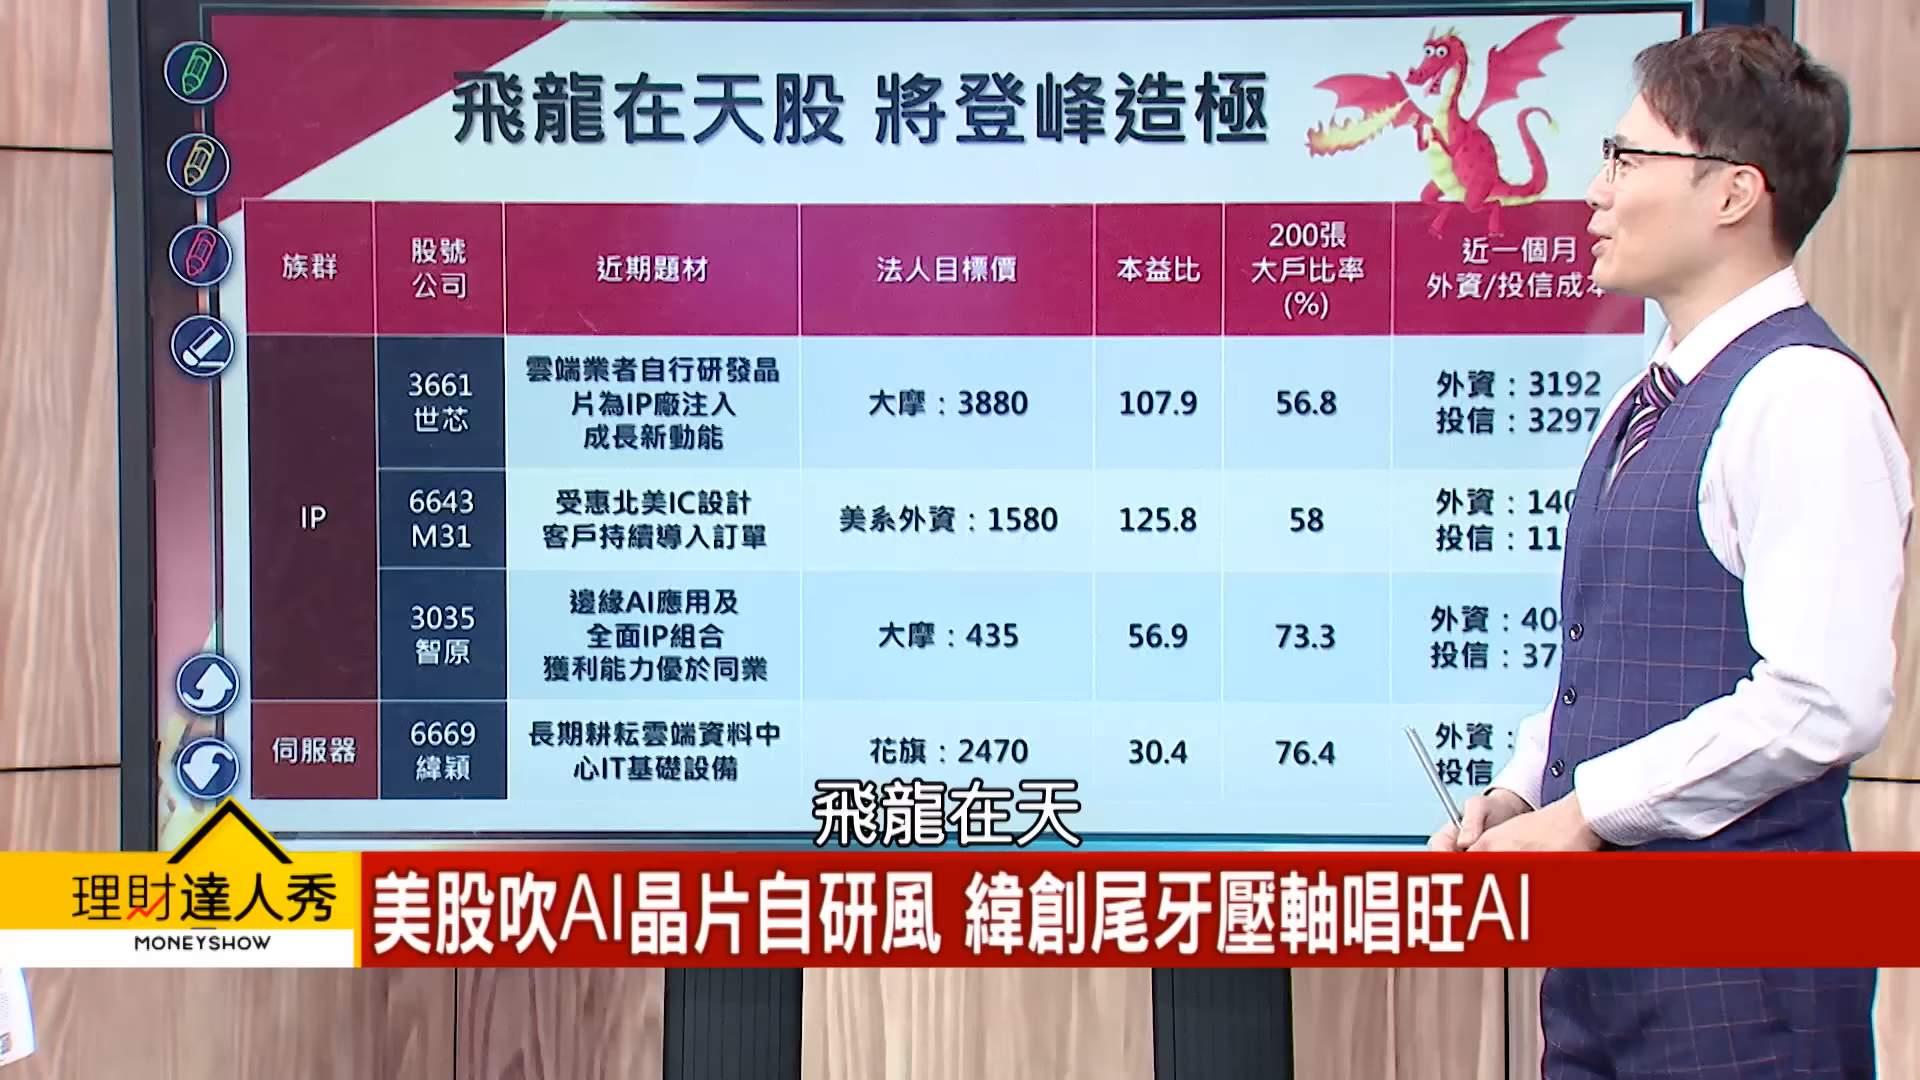 飛龍在天股 將登峰造極
族群
股號
公司
近期題材
法人目標價
本益比
200張
大戶比率
(%)
近一個月
外資/投信成本
IP
3661
世芯
雲端業者自行研發晶
片為IP廠注入
成長新動能
大摩：3880
107.9
56.8
外資：3192
投信：3297
6643
M31
受惠北美IC設計
客戶持續導入訂單
美系外資：1580
125.8
58
外資：
投信：
3035
智原
邊緣AI應用及
全面IP組合
獲利能力優於同業
大摩：435
56.9
73.3
外資：
投信：
伺服器
6669
緯穎
長期耕耘雲端資料中
心IT基礎設備
花旗：2470
30.4
76.4
外資：
投信
飛龍在天
理財達人秀
MONEYSHOW
美股吹AI晶片自研風 緯創尾牙壓軸唱旺AI